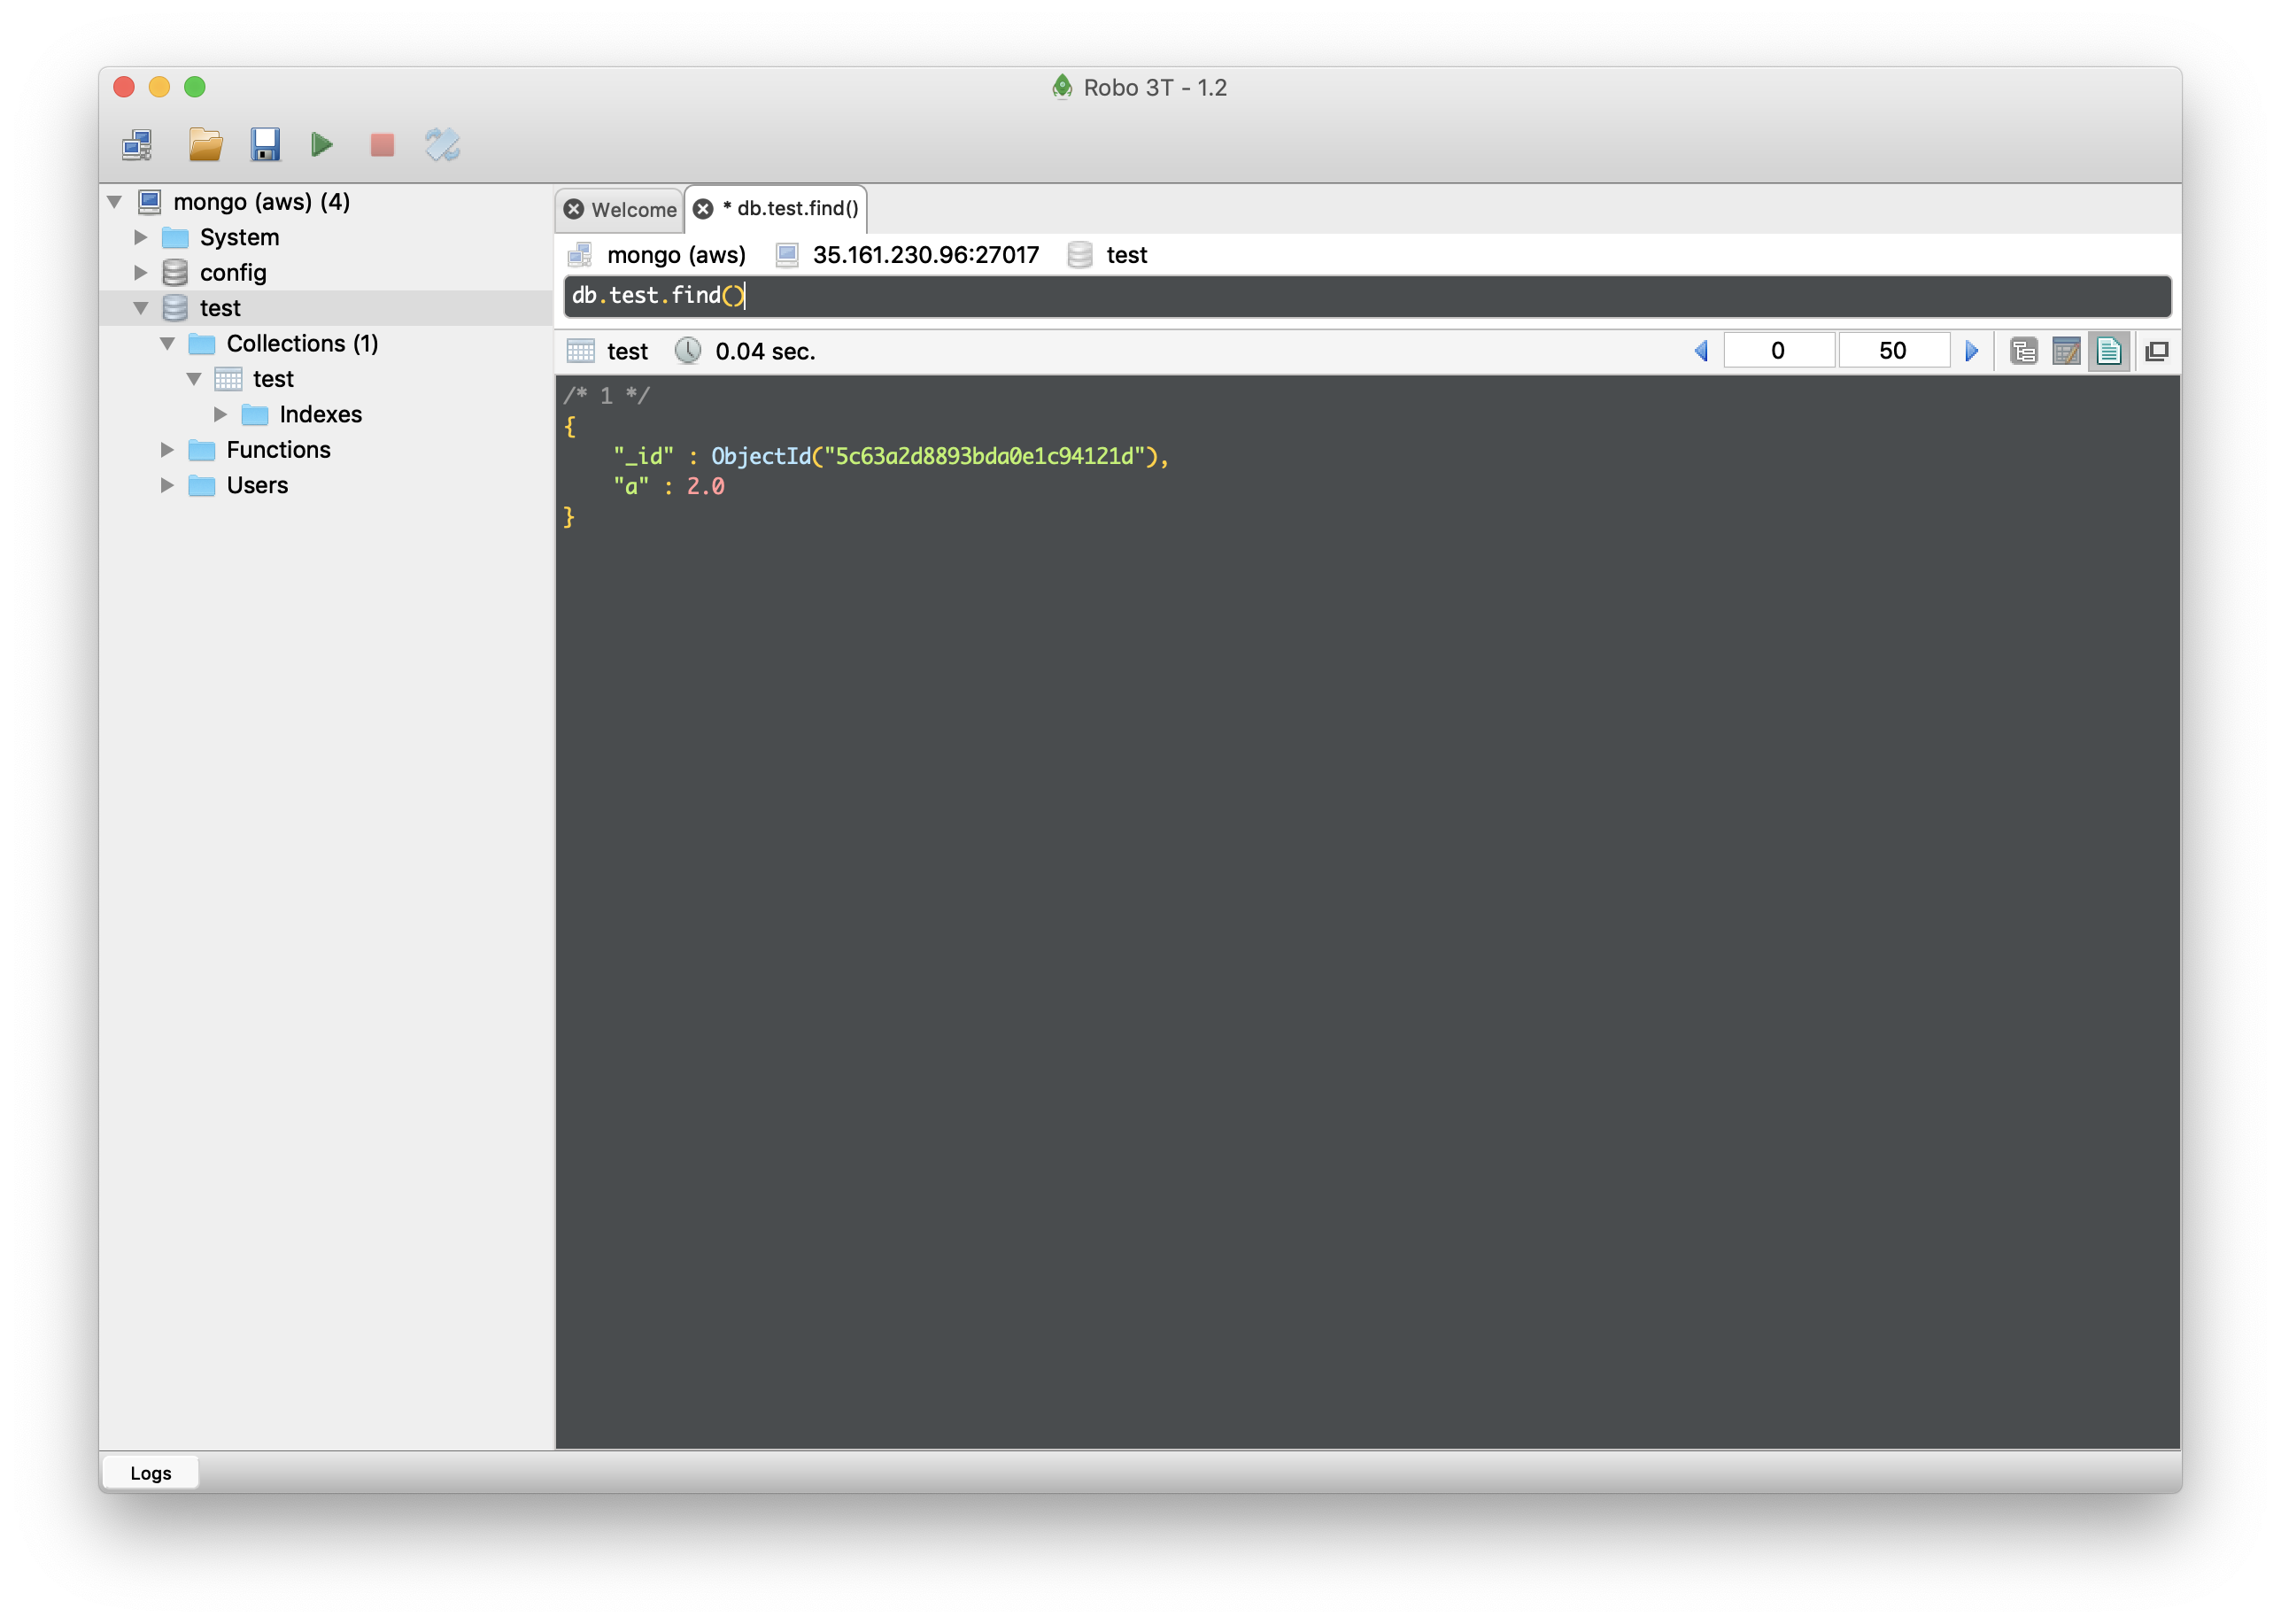 Robo 3T - 1.2
mongo (aws) (4)
System
config
test
Collections (1)
test
Indexes
Functions
Users
Welcome
* db.test.find()
mongo (aws) 35.161.230.96:27017 test
db.test.find()
test 0.04 sec. 0 50
/* 1 */
{
"_id" : ObjectId("5c63a2d8893bda0e1c94121d"),
"a" : 2.0
}
Logs